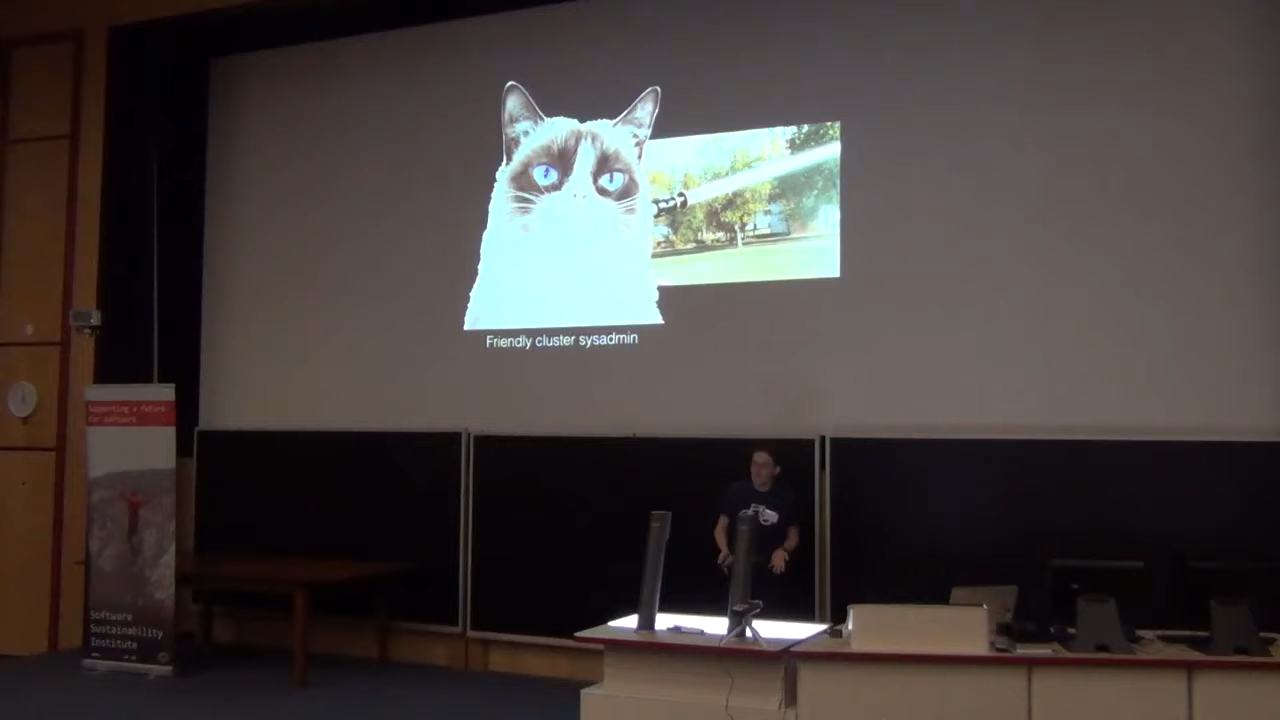 Friendly cluster sysadmin
Supporting a future
for software
Software
Sustainability
Institute